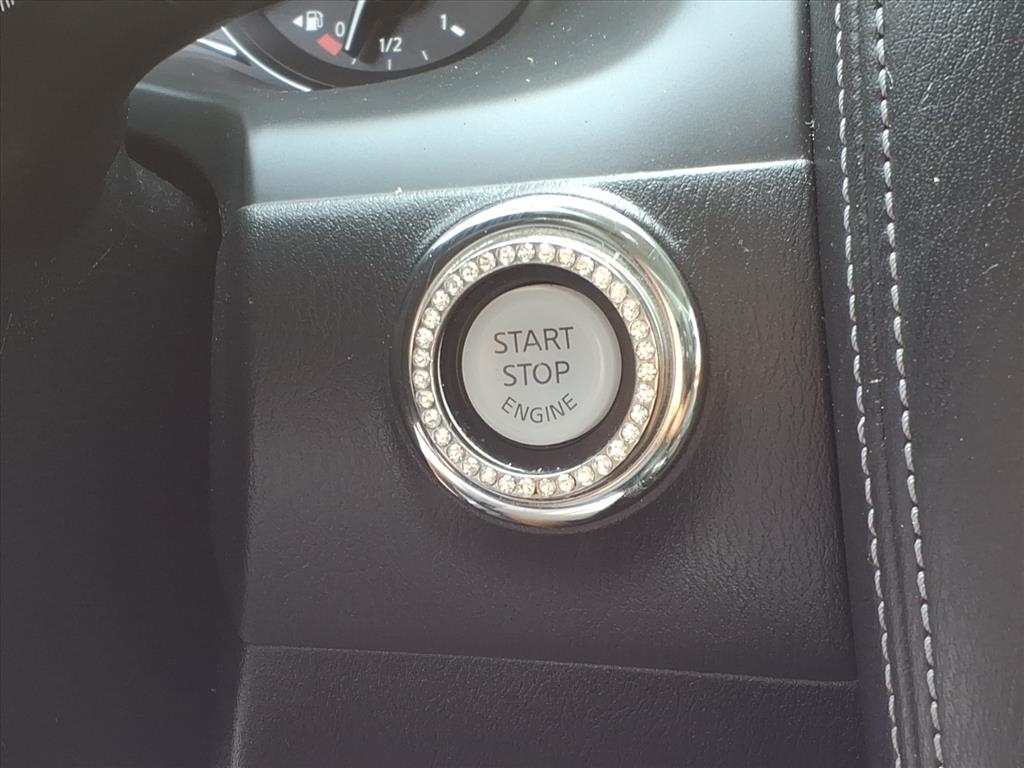 0
1/2
1
START
STOP
ENGINE